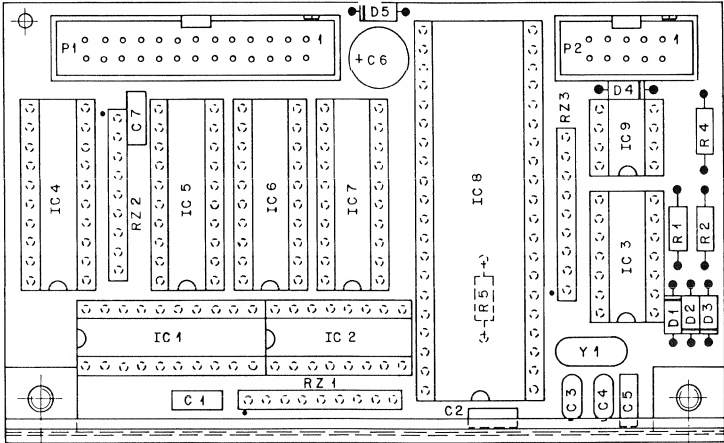 D5
P1
1
C6
P2
1
D4
RZ3
IC9
R4
C7
IC4
RZ2
IC5
IC6
IC7
IC8
IC3
R1
R2
R5
D1
D2
D3
IC1
IC2
Y1
RZ1
C1
C2
C3
C4
C5